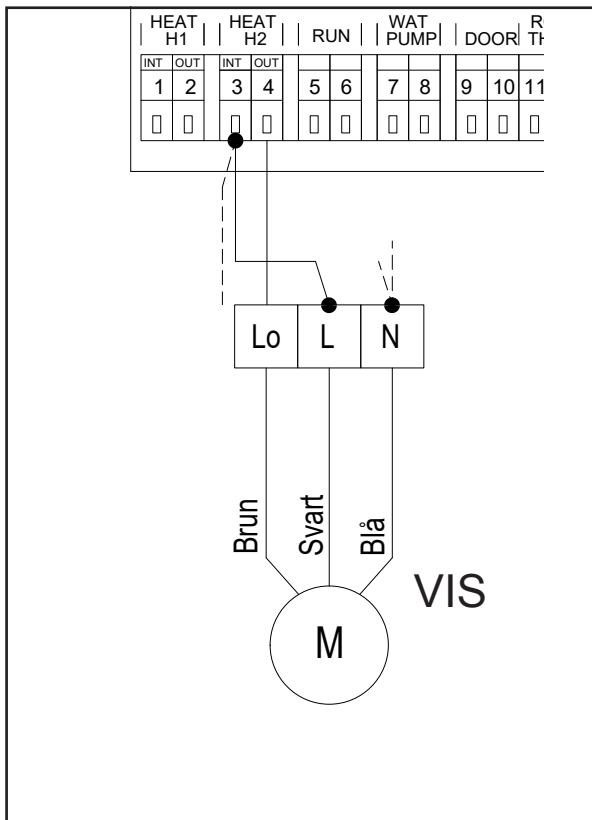 HEAT H1 HEAT H2 RUN WAT PUMP DOOR
INT OUT INT OUT
1 2 3 4 5 6 7 8 9 10 11
Lo L N
Brun Svart Blå
VIS
M